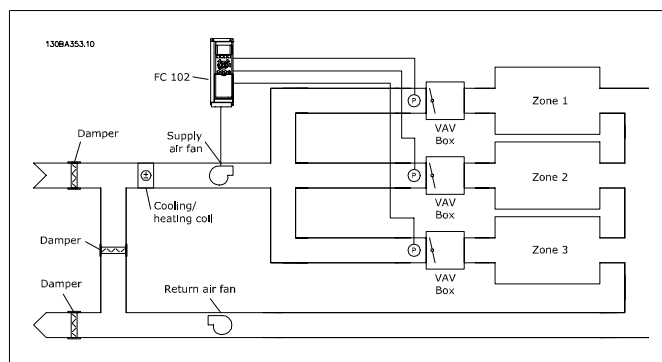 130BA353.10
FC 102
P
VAV
Box
Zone 1
Damper
Supply
air fan
Cooling/
heating coil
P
VAV
Box
Zone 2
Damper
P
VAV
Box
Zone 3
Damper
Return air fan